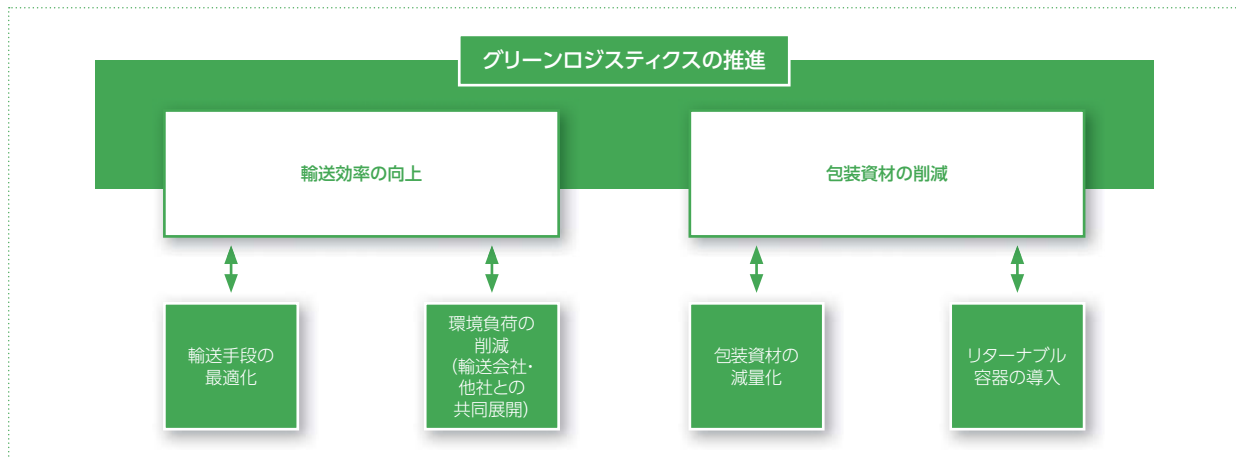 グリーンロジスティクスの推進
輸送効率の向上
包装資材の削減
輸送手段の
最適化
環境負荷の
削減
(輸送会社・
他社との
共同展開)
包装資材の
減量化
リターナブル
容器の導入